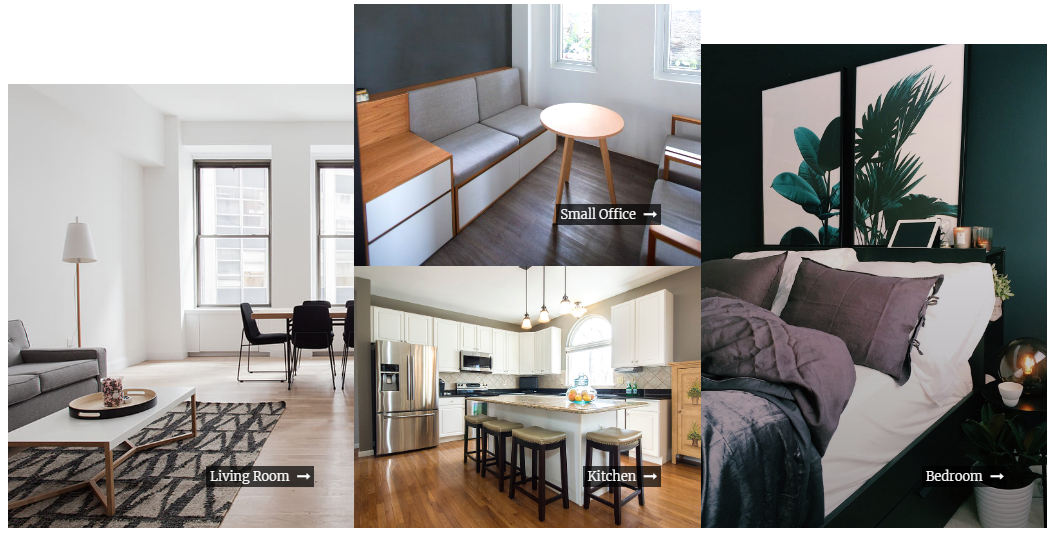 Small Office →
Living Room →
Kitchen →
Bedroom →